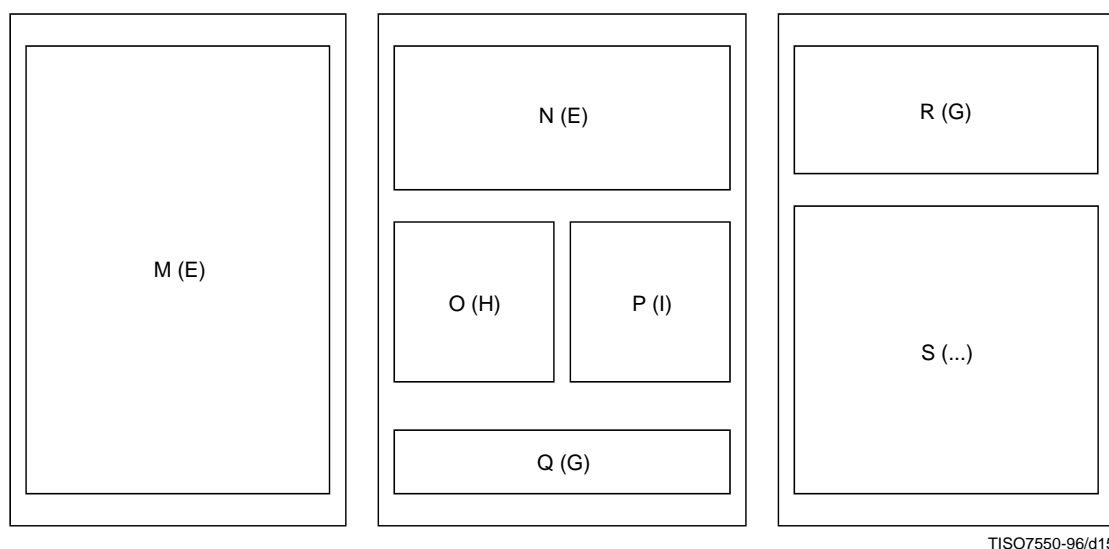 M (E)
N (E)
O (H)
P (I)
Q (G)
R (G)
S (...)
TISO7550-96/d15